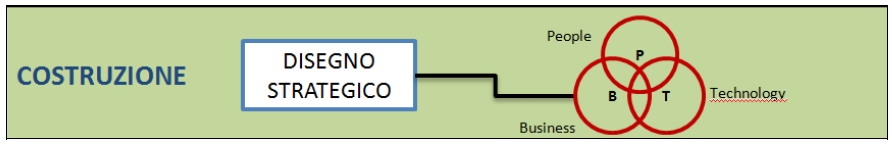 COSTRUZIONE
DISEGNO
STRATEGICO
People
P
B
T
Technology
Business